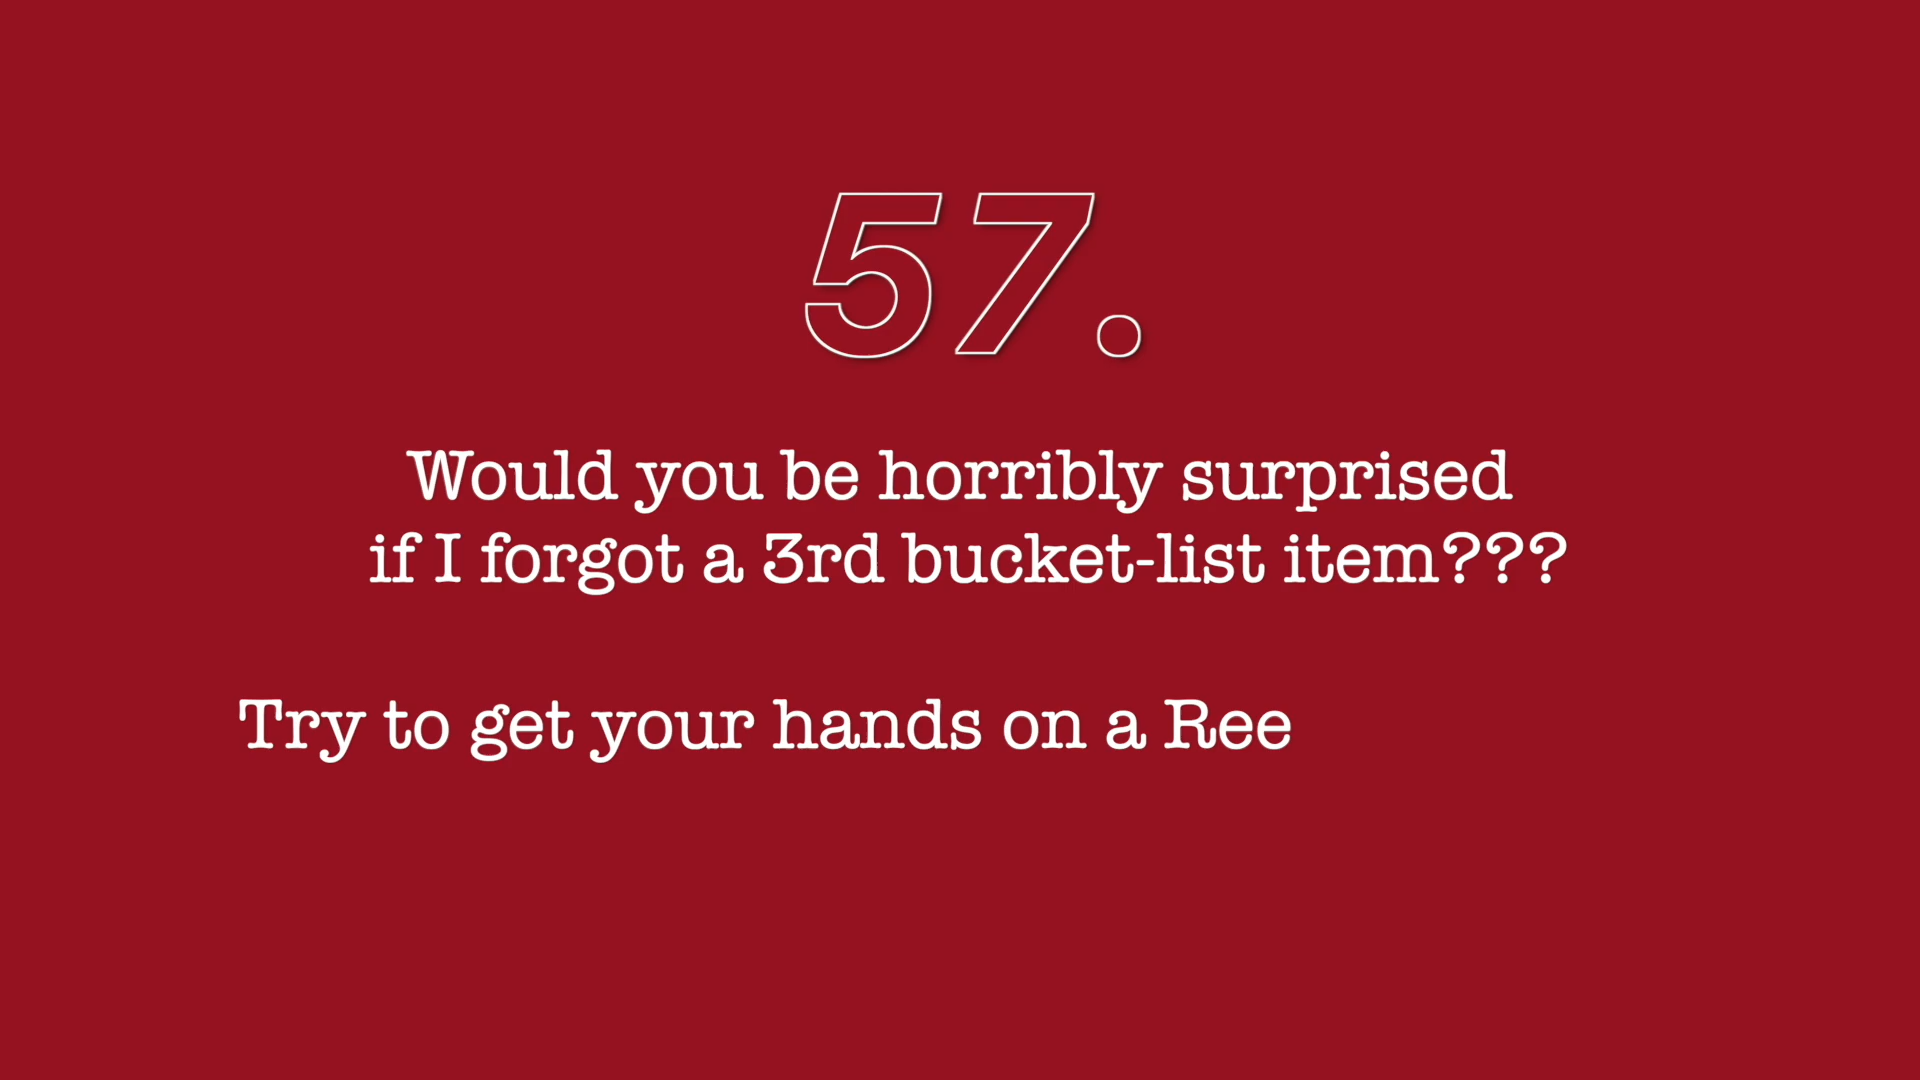 57.
Would you be horribly surprised
if I forgot a 3rd bucket-list item???
Try to get your hands on a Ree